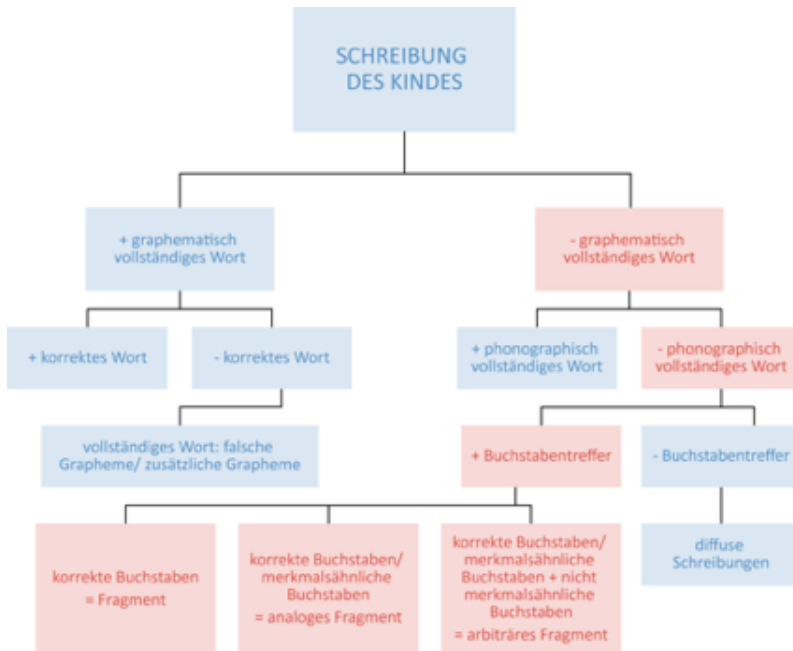 SCHREIBUNG
DES KINDES
+ graphematisch
vollständiges Wort
- graphematisch
vollständiges Wort
+ korrektes Wort
- korrektes Wort
+ phonographisch
vollständiges Wort
- phonographisch
vollständiges Wort
vollständiges Wort: falsche
Grapheme/ zusätzliche Grapheme
+ Buchstabentreffer
- Buchstabentreffer
korrekte Buchstaben
= Fragment
korrekte Buchstaben/
merkmalsähnliche
Buchstaben
= analoges Fragment
korrekte Buchstaben/
merkmalsähnliche
Buchstaben + nicht
merkmalsähnliche
Buchstaben
= arbiträres Fragment
diffuse
Schreibungen